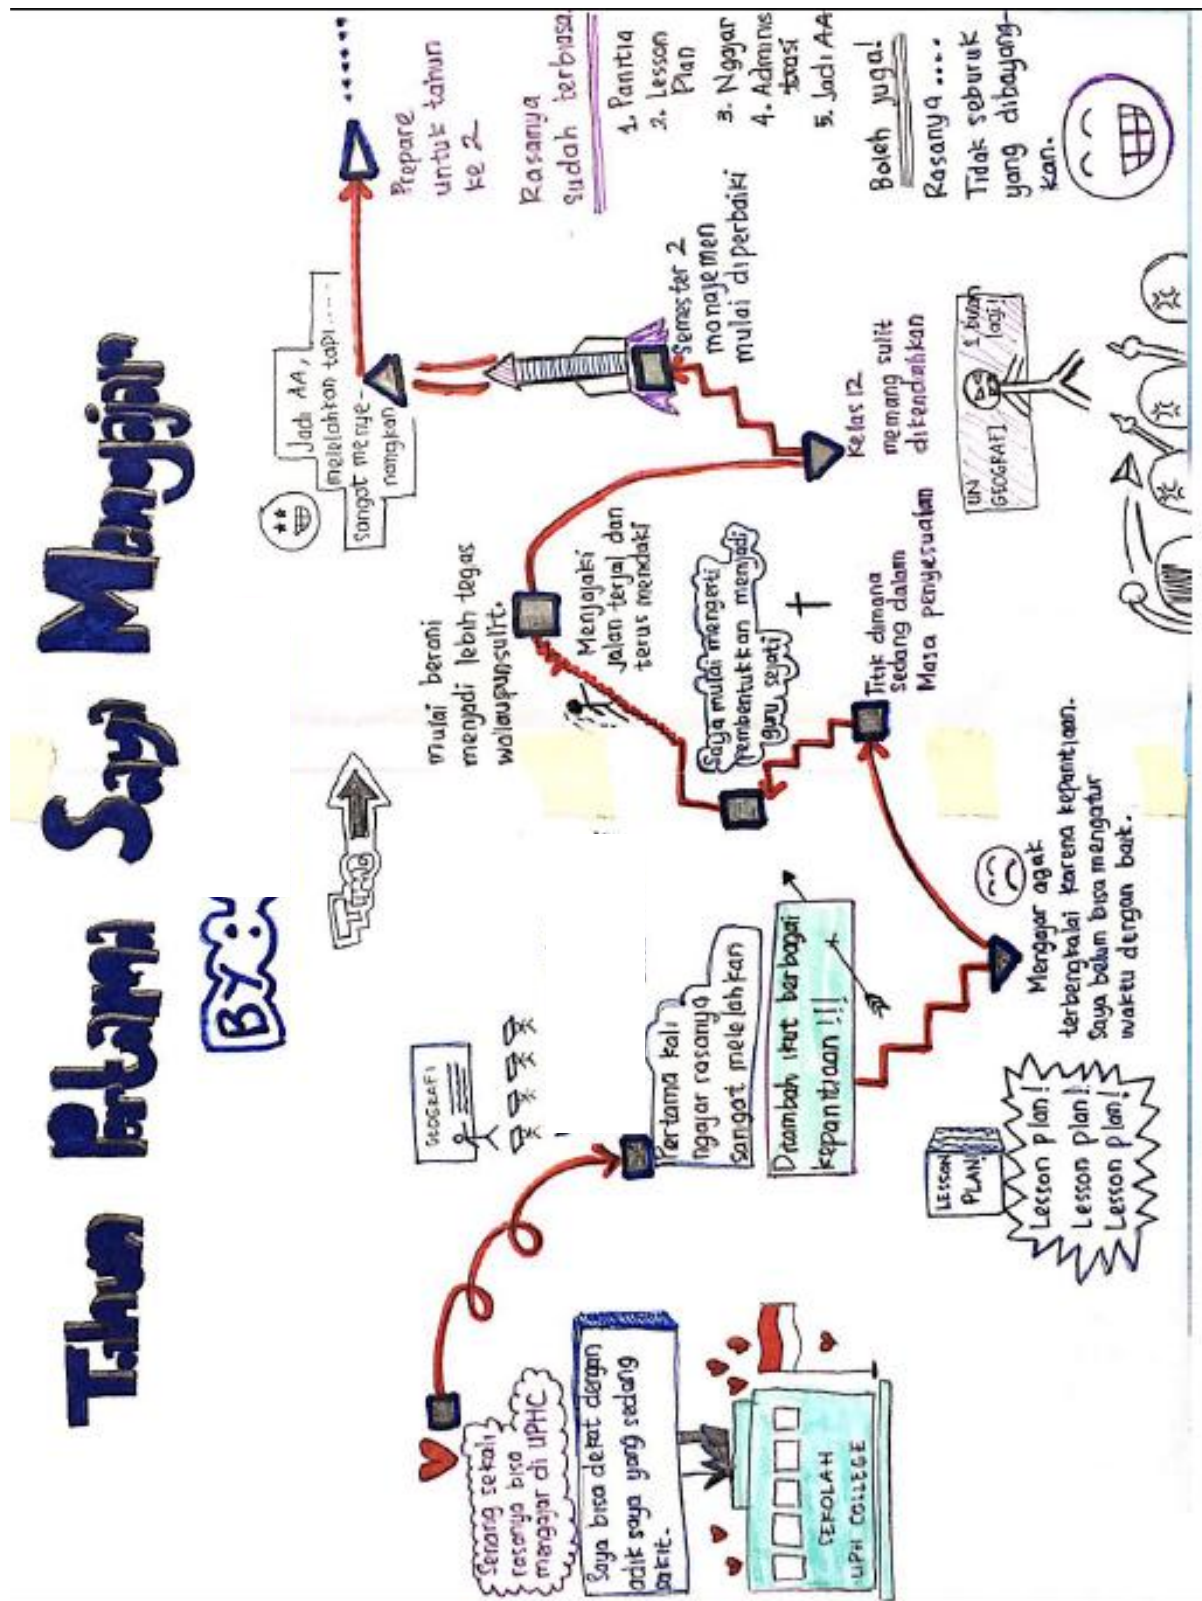 Tahun Pertama Saya Mengajar
BY:
TIME
Senang sekali
rasanya bisa
mengajar di UPHC
Saya bisa dekat dengan
adik saya yang sedang
sakit.
SEKOLAH
UPH COLLEGE
GEOGRAFI
Pertama kali
ngajar rasanya
sangat melelahkan
Ditambah ikut berbagai
kepanitiaan !!!
LESSON
PLAN!
Lesson plan!
Lesson plan!
Lesson plan!
Mengajar agak
terbengkalai karena kepanitiaan.
Saya belum bisa mengatur
waktu dengan baik.
Titik dimana
sedang dalam
Masa penyesuaian
Saya mulai mengerti
pembentukkan menjadi
guru sejati
Menjajaki
jalan terjal dan
terus mendaki
mulai berani
menjadi lebih tegas
walaupun sulit.
Kelas 12
memang sulit
dikendalikan
UN
GEOGRAFI
1 bulan
lagi!
Semester 2
manajemen
mulai diperbaiki
Jadi AA,
melelahkan tapi.....
sangat menye-
nangkan
Prepare
untuk tahun
ke 2
Rasanya
sudah terbiasa
1. Panitia
2. Lesson
Plan
3. Ngajar
4. Adminis
trasi
5. Jadi AA
Boleh juga!
Rasanya ....
Tidak seburuk
yang dibayang-
kan.